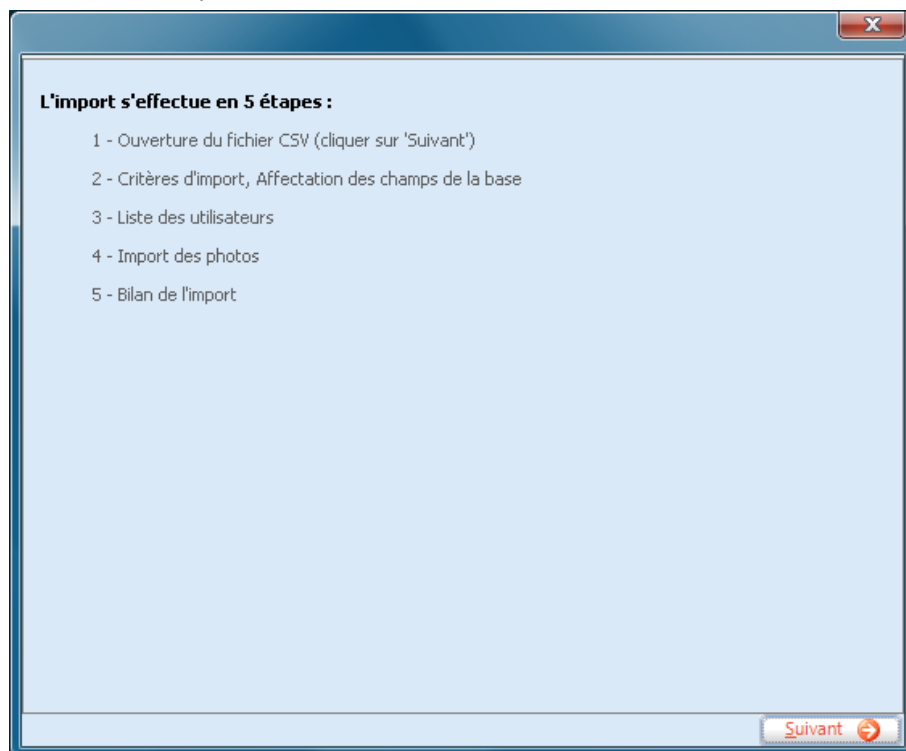 L'import s'effectue en 5 étapes :
1 - Ouverture du fichier CSV (cliquer sur 'Suivant')
2 - Critères d'import, Affectation des champs de la base
3 - Liste des utilisateurs
4 - Import des photos
5 - Bilan de l'import
Suivant